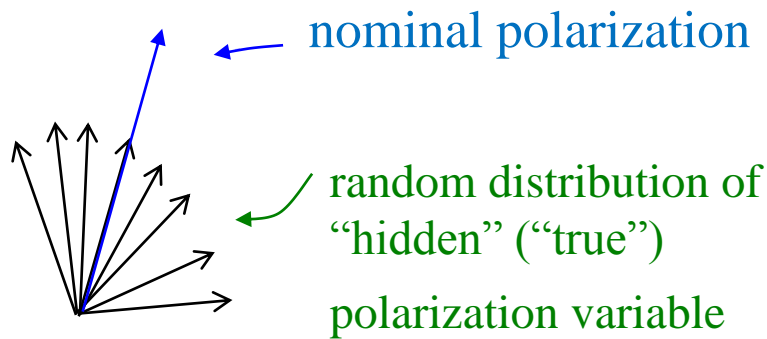 nominal polarization
random distribution of
“hidden” (“true”)
polarization variable